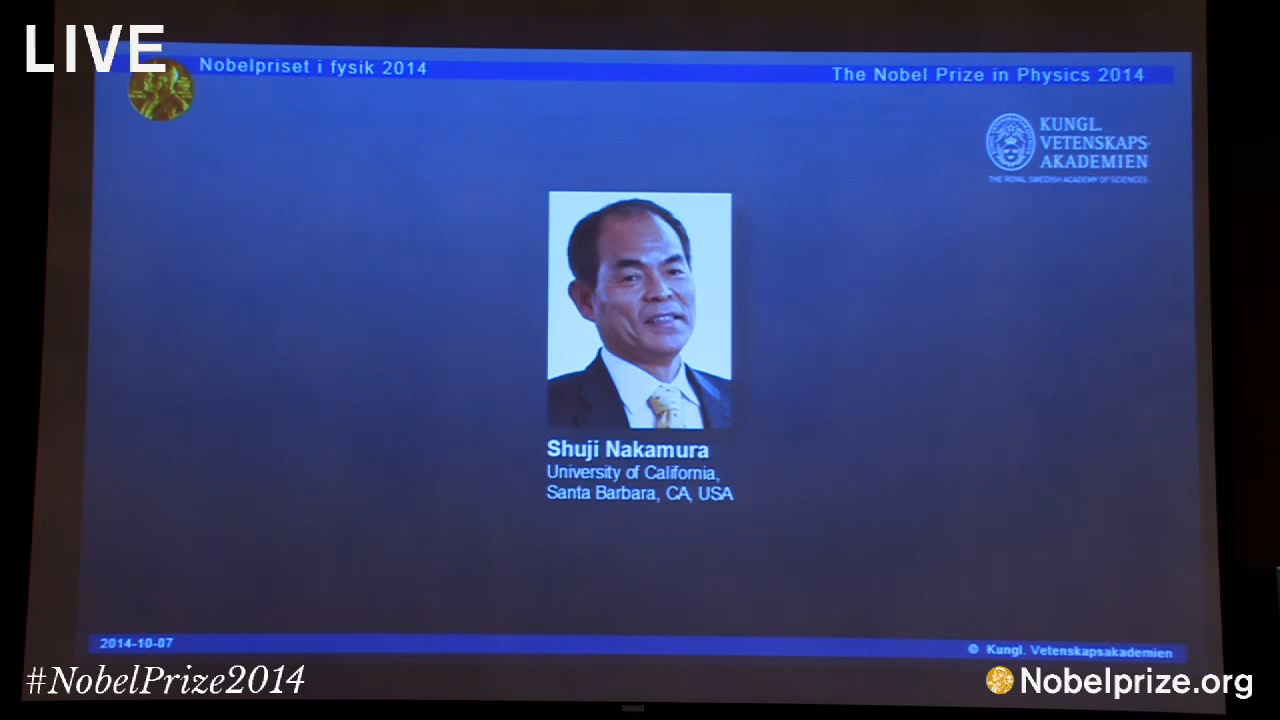 LIVE
Nobelpriset i fysik 2014
The Nobel Prize in Physics 2014
KUNGL.
VETENSKAPS-
AKADEMIEN
THE ROYAL SWEDISH ACADEMY OF SCIENCES
Shuji Nakamura
University of California,
Santa Barbara, CA, USA
2014-10-07
© Kungl. Vetenskapsakademien
#NobelPrize2014
Nobelprize.org